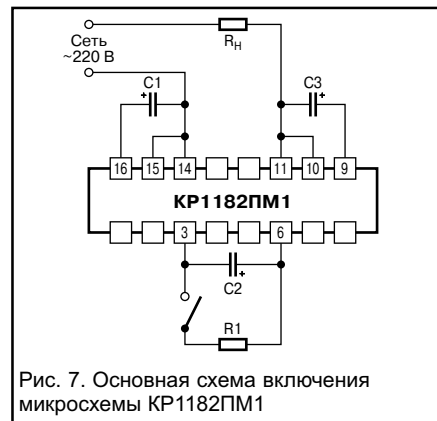 Сеть
~220 В
Rн
C1
+
C3
+
16 15 14 11 10 9
КР1182ПМ1
3 6
C2
+
R1
Рис. 7. Основная схема включения
микросхемы КР1182ПМ1